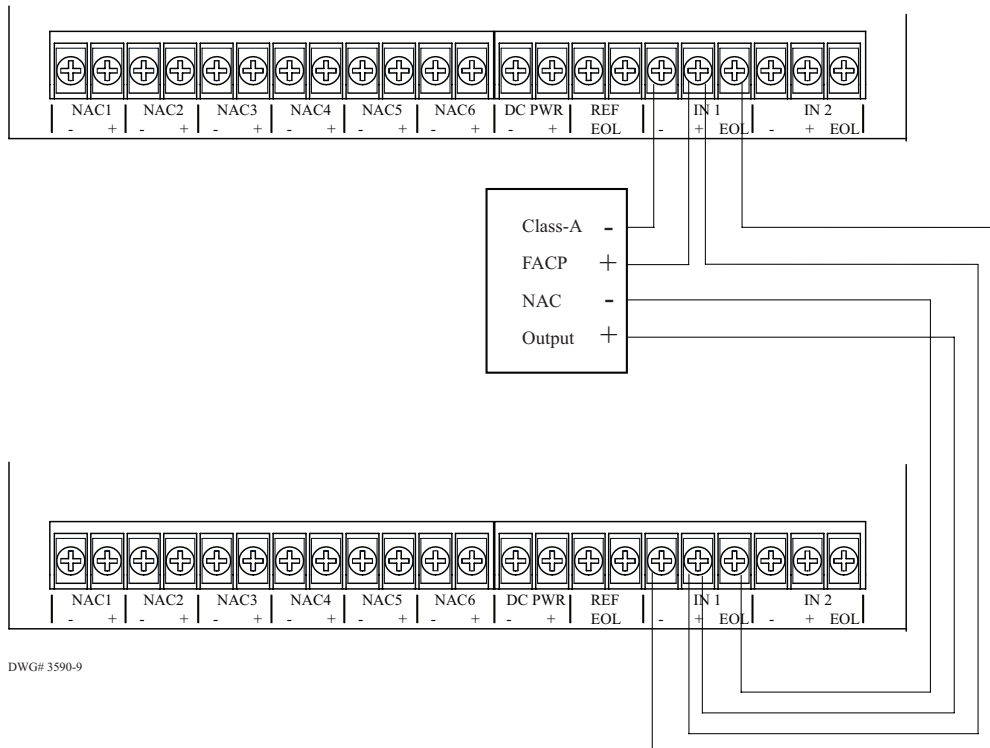 NAC1 NAC2 NAC3 NAC4 NAC5 NAC6 DC PWR REF IN 1 IN 2
- + - + - + - + - + - + - + EOL - + EOL - + EOL
Class-A -
FACP +
NAC -
Output +
NAC1 NAC2 NAC3 NAC4 NAC5 NAC6 DC PWR REF IN 1 IN 2
- + - + - + - + - + - + - + EOL - + EOL - + EOL
DWG# 3590-9